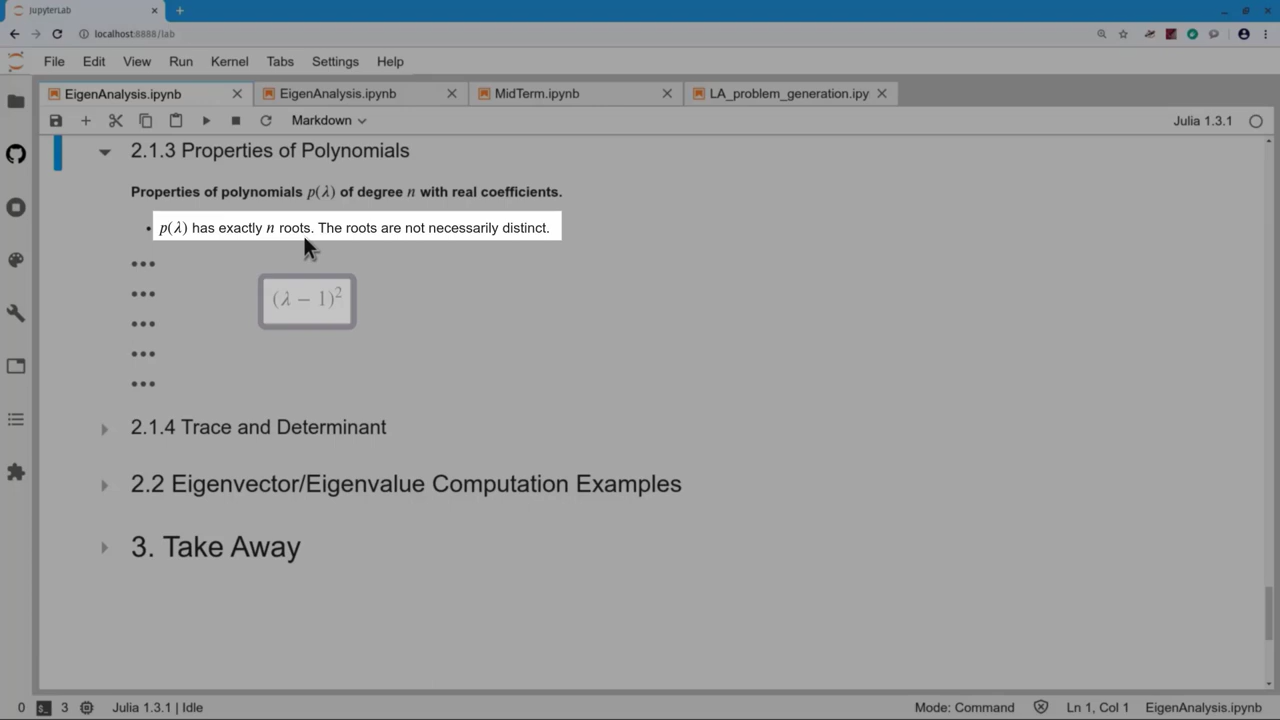 JupyterLab
localhost:8888/lab
File Edit View Run Kernel Tabs Settings Help
EigenAnalysis.ipynb EigenAnalysis.ipynb MidTerm.ipynb LA_problem_generation.ipy
Markdown Julia 1.3.1
2.1.3 Properties of Polynomials
Properties of polynomials p(λ) of degree n with real coefficients.
• p(λ) has exactly n roots. The roots are not necessarily distinct.
•••
(λ − 1)²
•••
•••
•••
•••
2.1.4 Trace and Determinant
2.2 Eigenvector/Eigenvalue Computation Examples
3. Take Away
0 3 Julia 1.3.1 | Idle Mode: Command Ln 1, Col 1 EigenAnalysis.ipynb